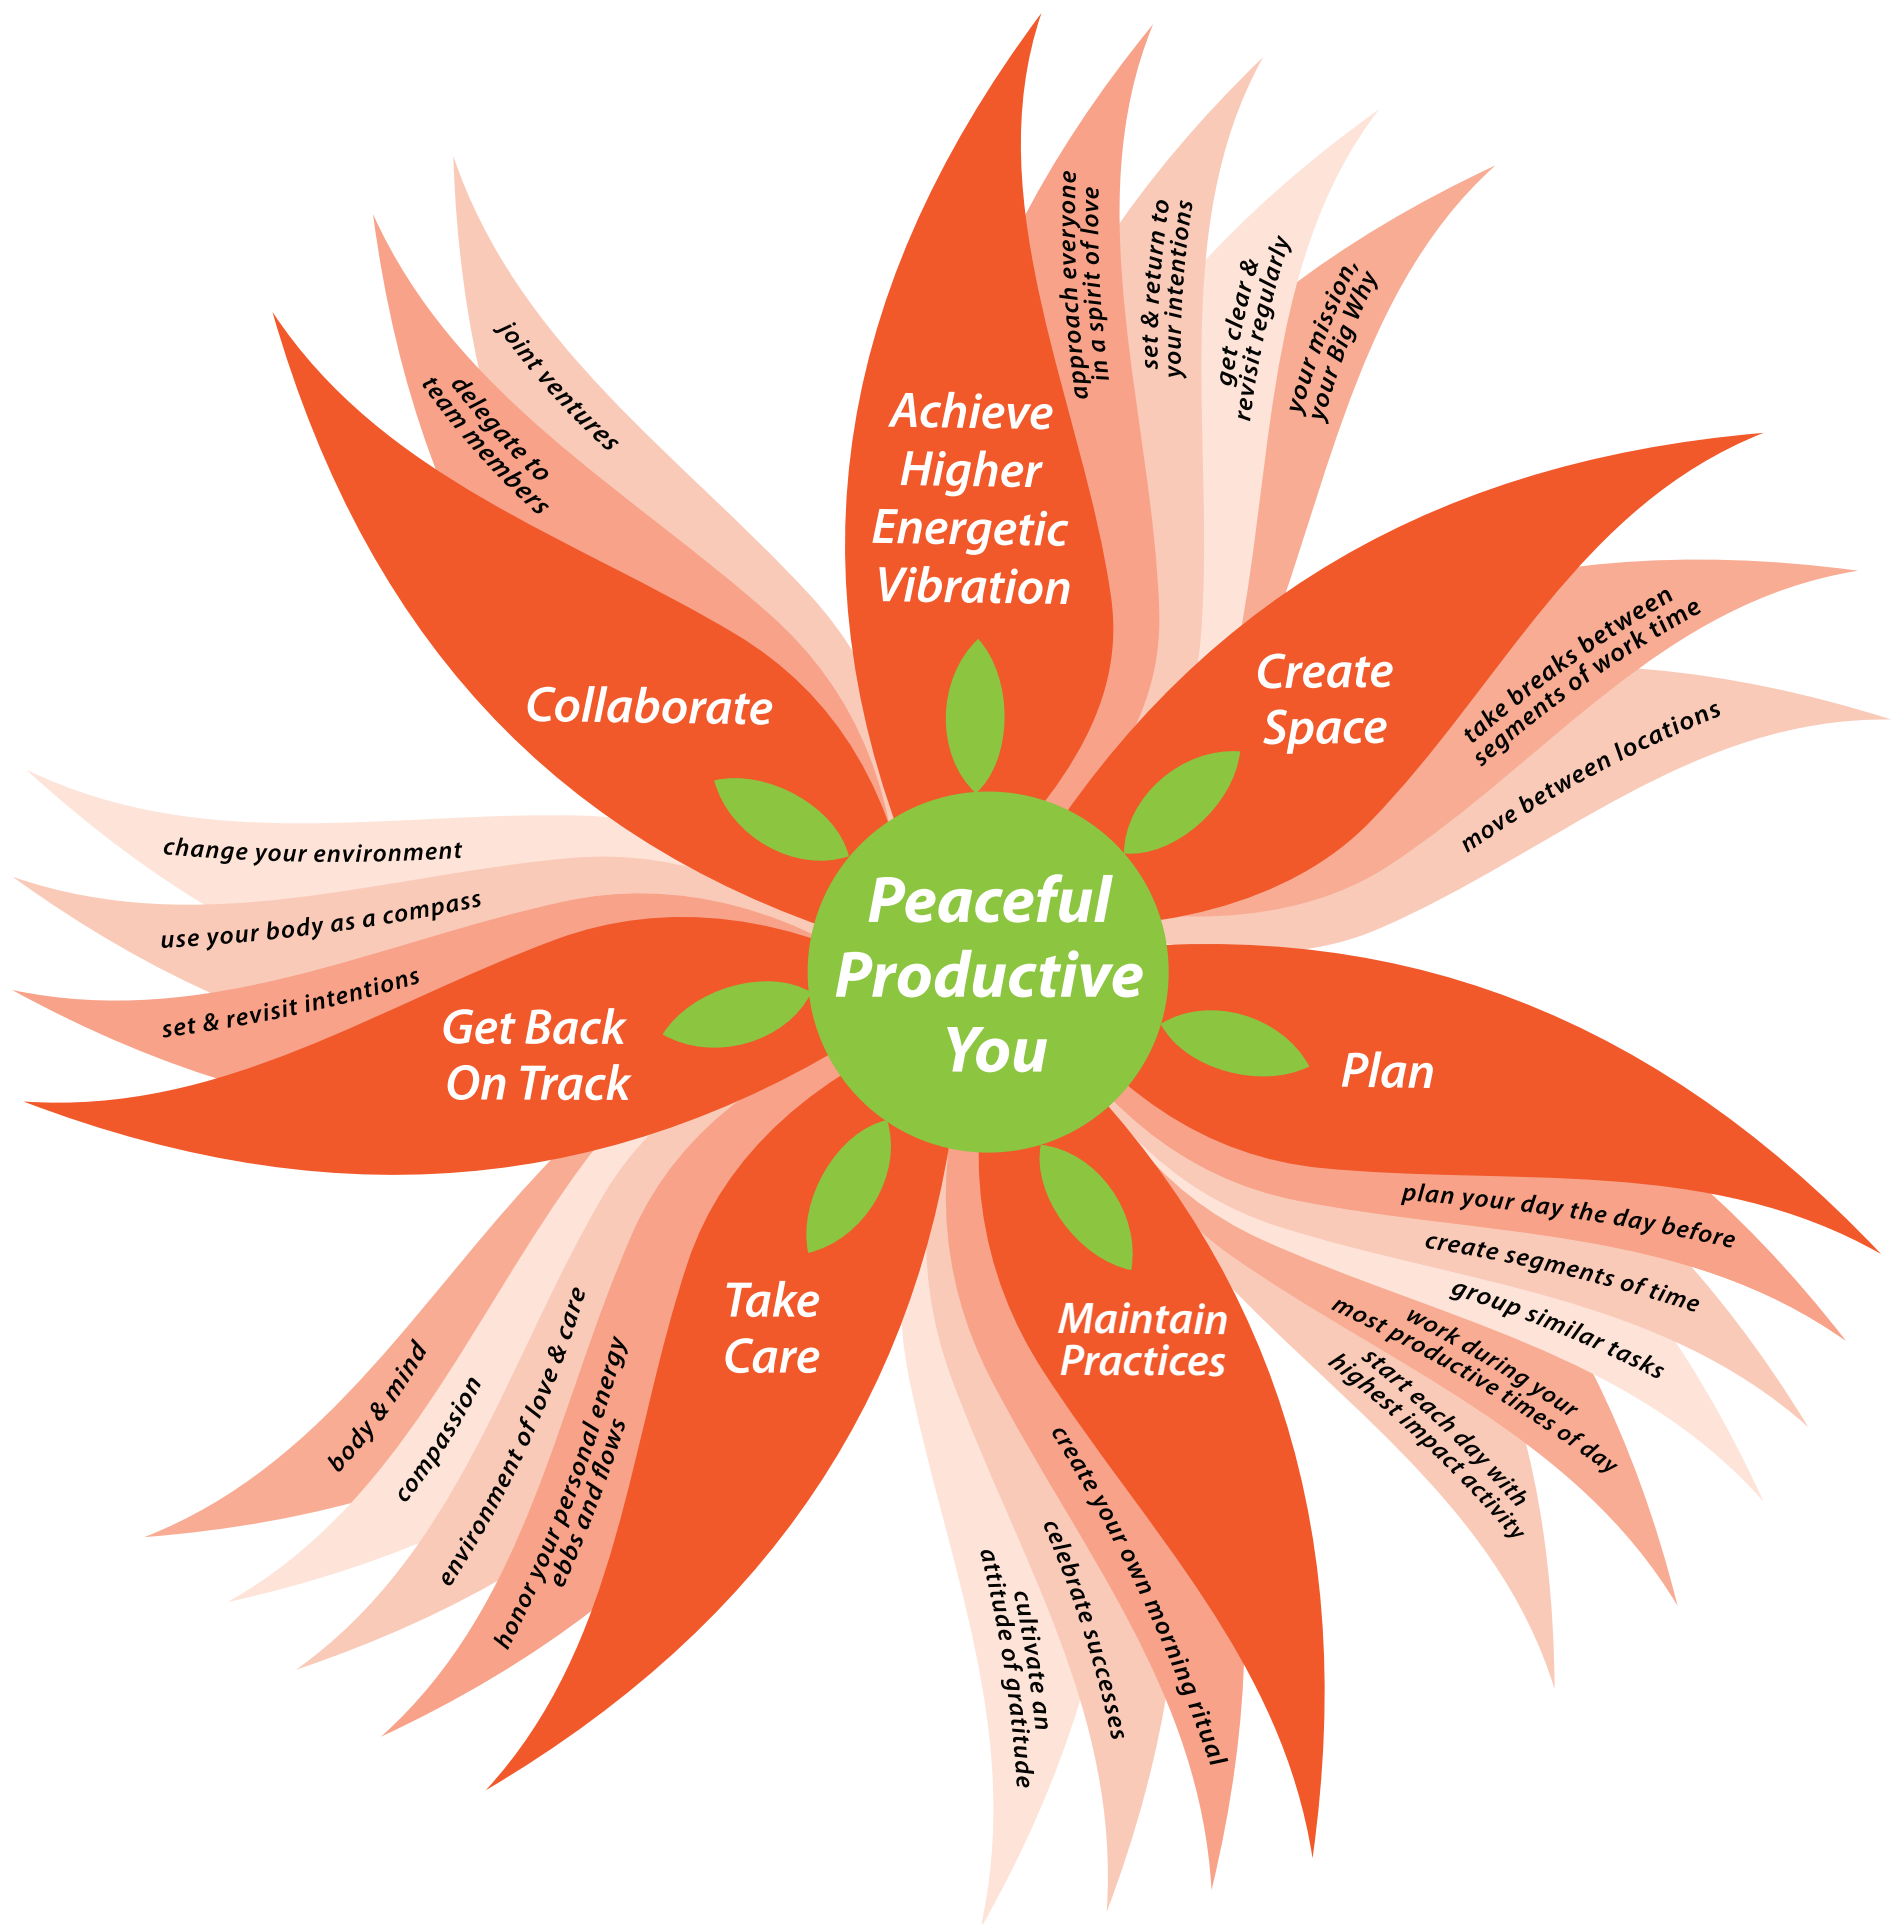 Peaceful
Productive
You
Achieve
Higher
Energetic
Vibration
approach everyone
in a spirit of love
set & return to
your intentions
get clear &
revisit regularly
your mission,
your Big Why
Create
Space
take breaks between
segments of work time
move between locations
Plan
plan your day the day before
create segments of time
group similar tasks
work during your
most productive times of day
start each day with
highest impact activity
Maintain
Practices
create your own morning ritual
celebrate successes
cultivate an
attitude of gratitude
Take
Care
honor your personal energy
ebbs and flows
environment of love & care
compassion
body & mind
Get Back
On Track
set & revisit intentions
use your body as a compass
change your environment
Collaborate
delegate to
team members
joint ventures